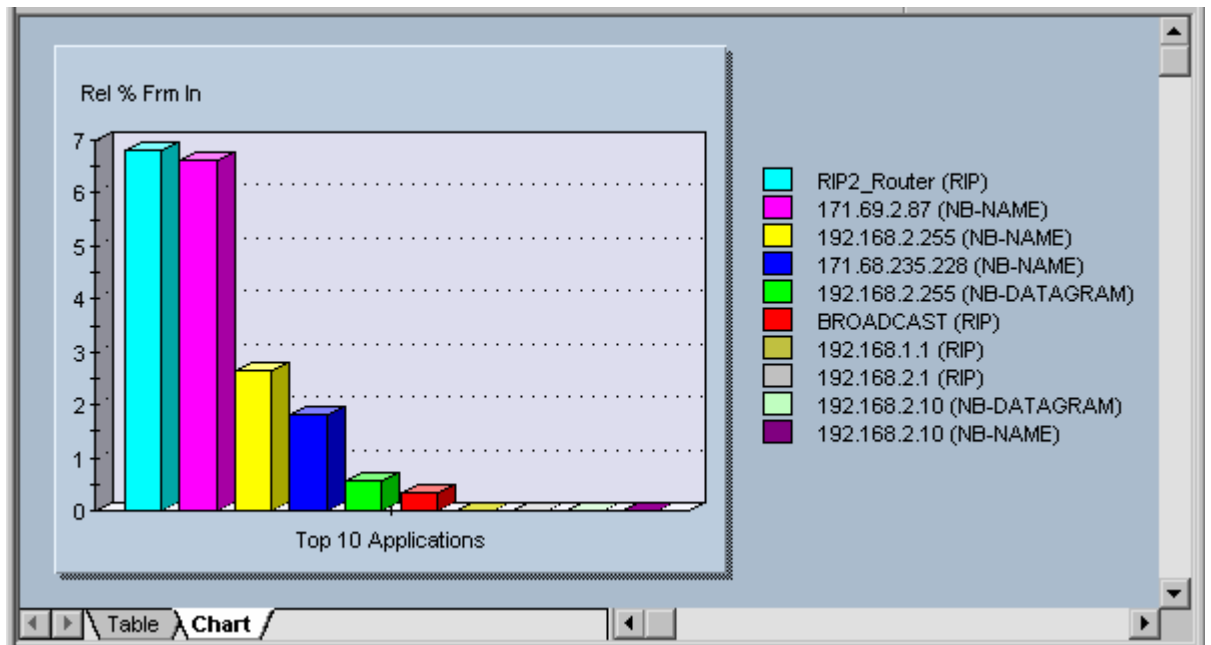 Rel % Frm In
7
6
5
4
3
2
1
0
Top 10 Applications
RIP2_Router (RIP)
171.69.2.87 (NB-NAME)
192.168.2.255 (NB-NAME)
171.68.235.228 (NB-NAME)
192.168.2.255 (NB-DATAGRAM)
BROADCAST (RIP)
192.168.1.1 (RIP)
192.168.2.1 (RIP)
192.168.2.10 (NB-DATAGRAM)
192.168.2.10 (NB-NAME)
Table Chart